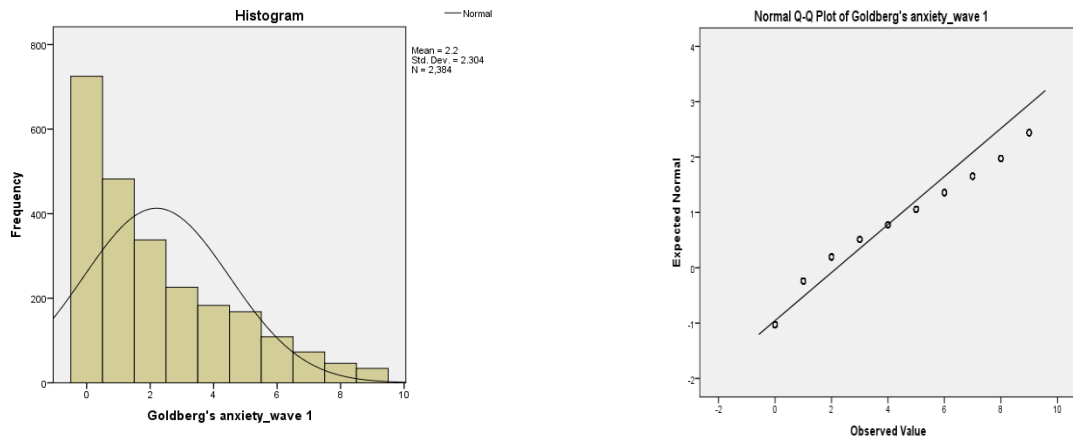 Histogram
Normal
Mean = 2.2
Std. Dev. = 2.304
N = 2,384
800
600
400
200
0
Frequency
0 2 4 6 8 10
Goldberg's anxiety_wave 1
Normal Q-Q Plot of Goldberg's anxiety_wave 1
4
3
2
1
0
-1
-2
Expected Normal
-2 0 2 4 6 8 10
Observed Value